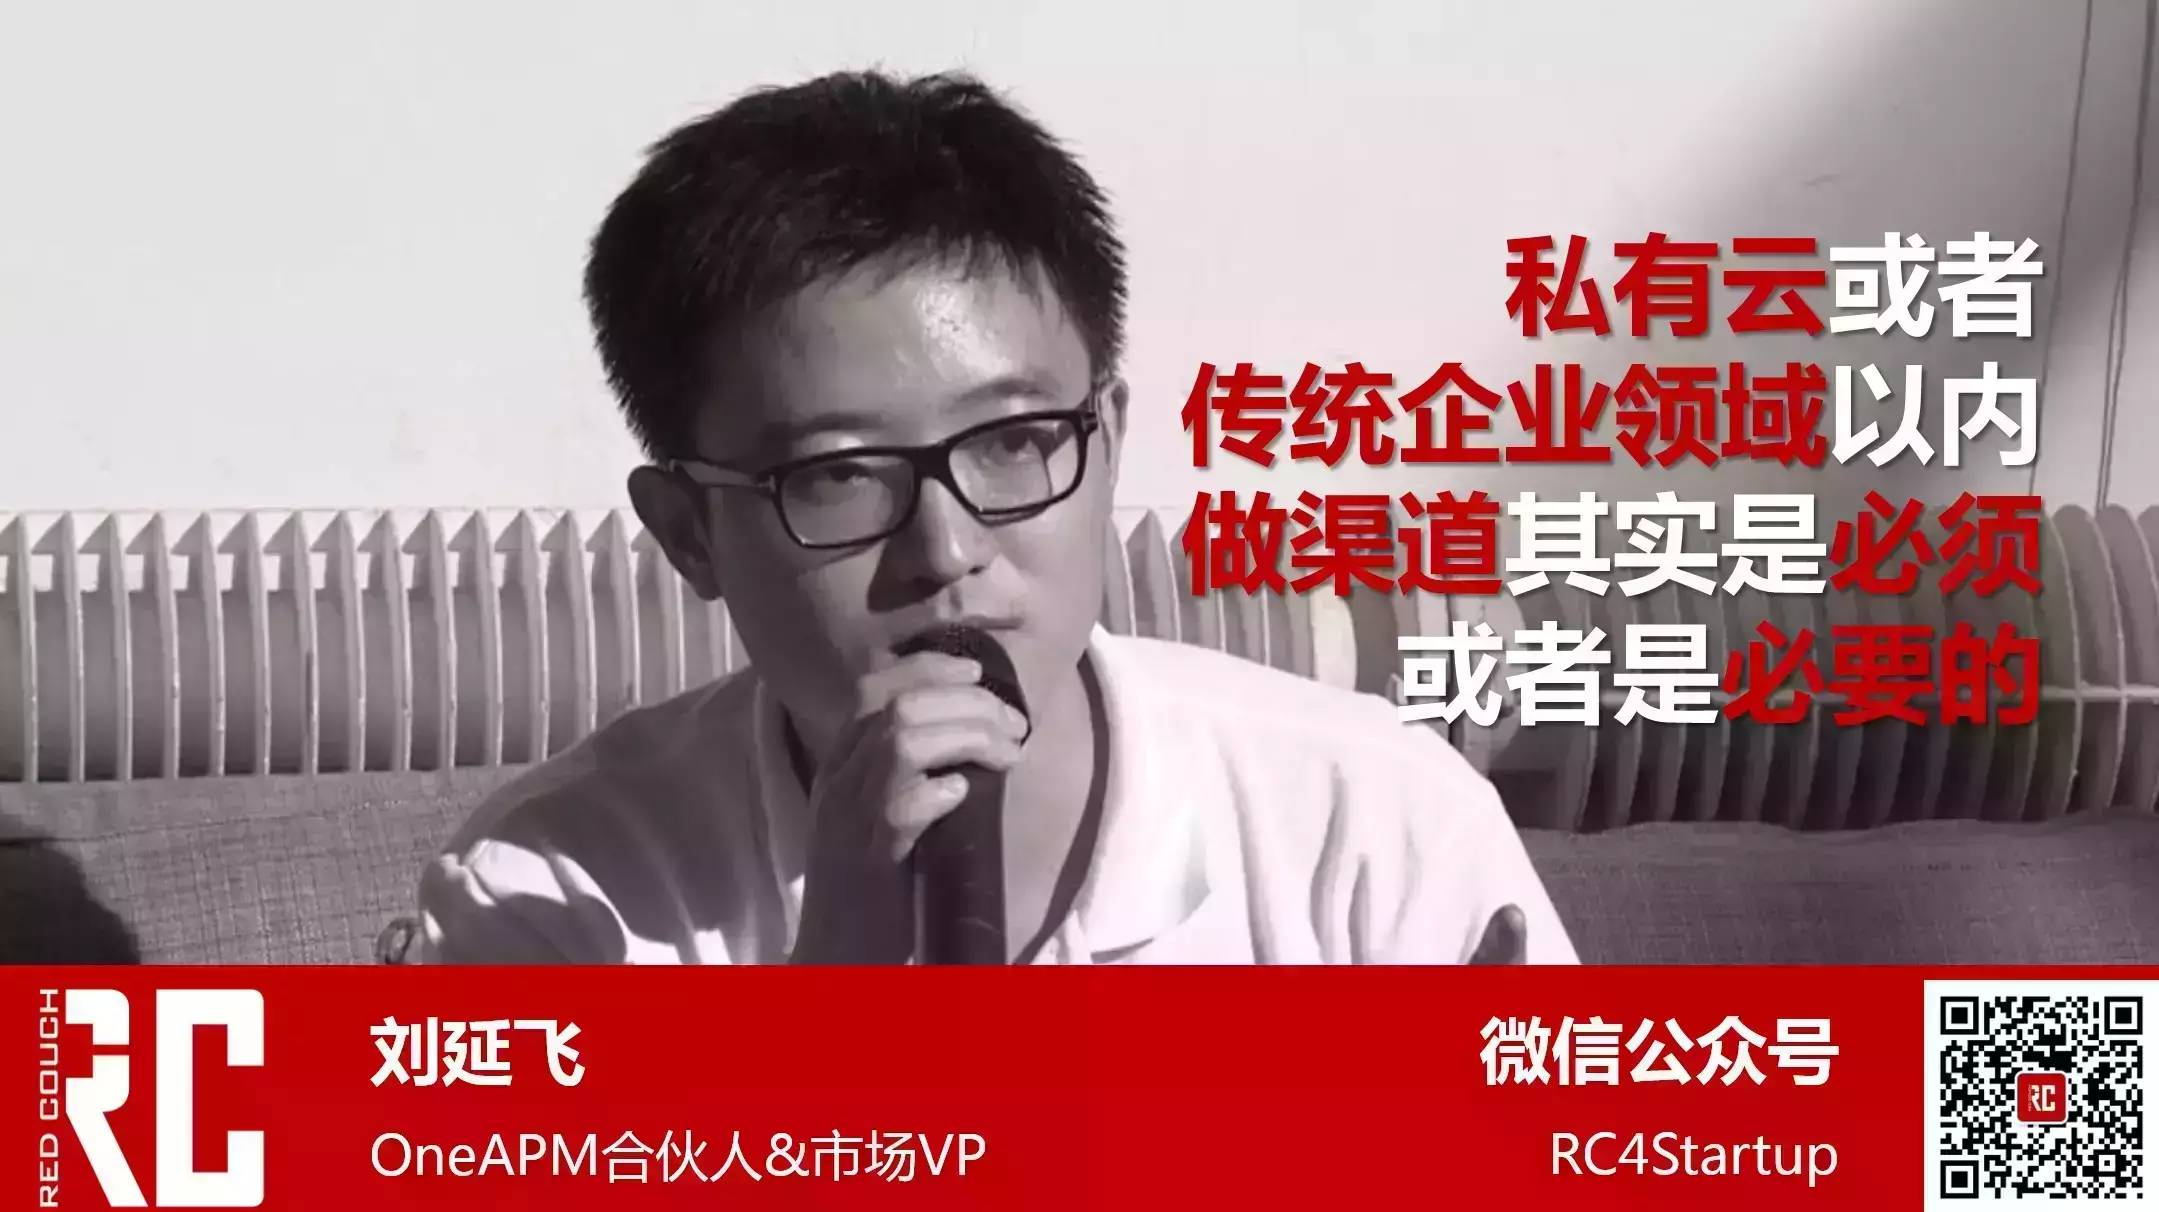 私有云或者
传统企业领域以内
做渠道其实是必须
或者是必要的
RED COUCH
RC
刘延飞
OneAPM合伙人&市场VP
微信公众号
RC4Startup
RC